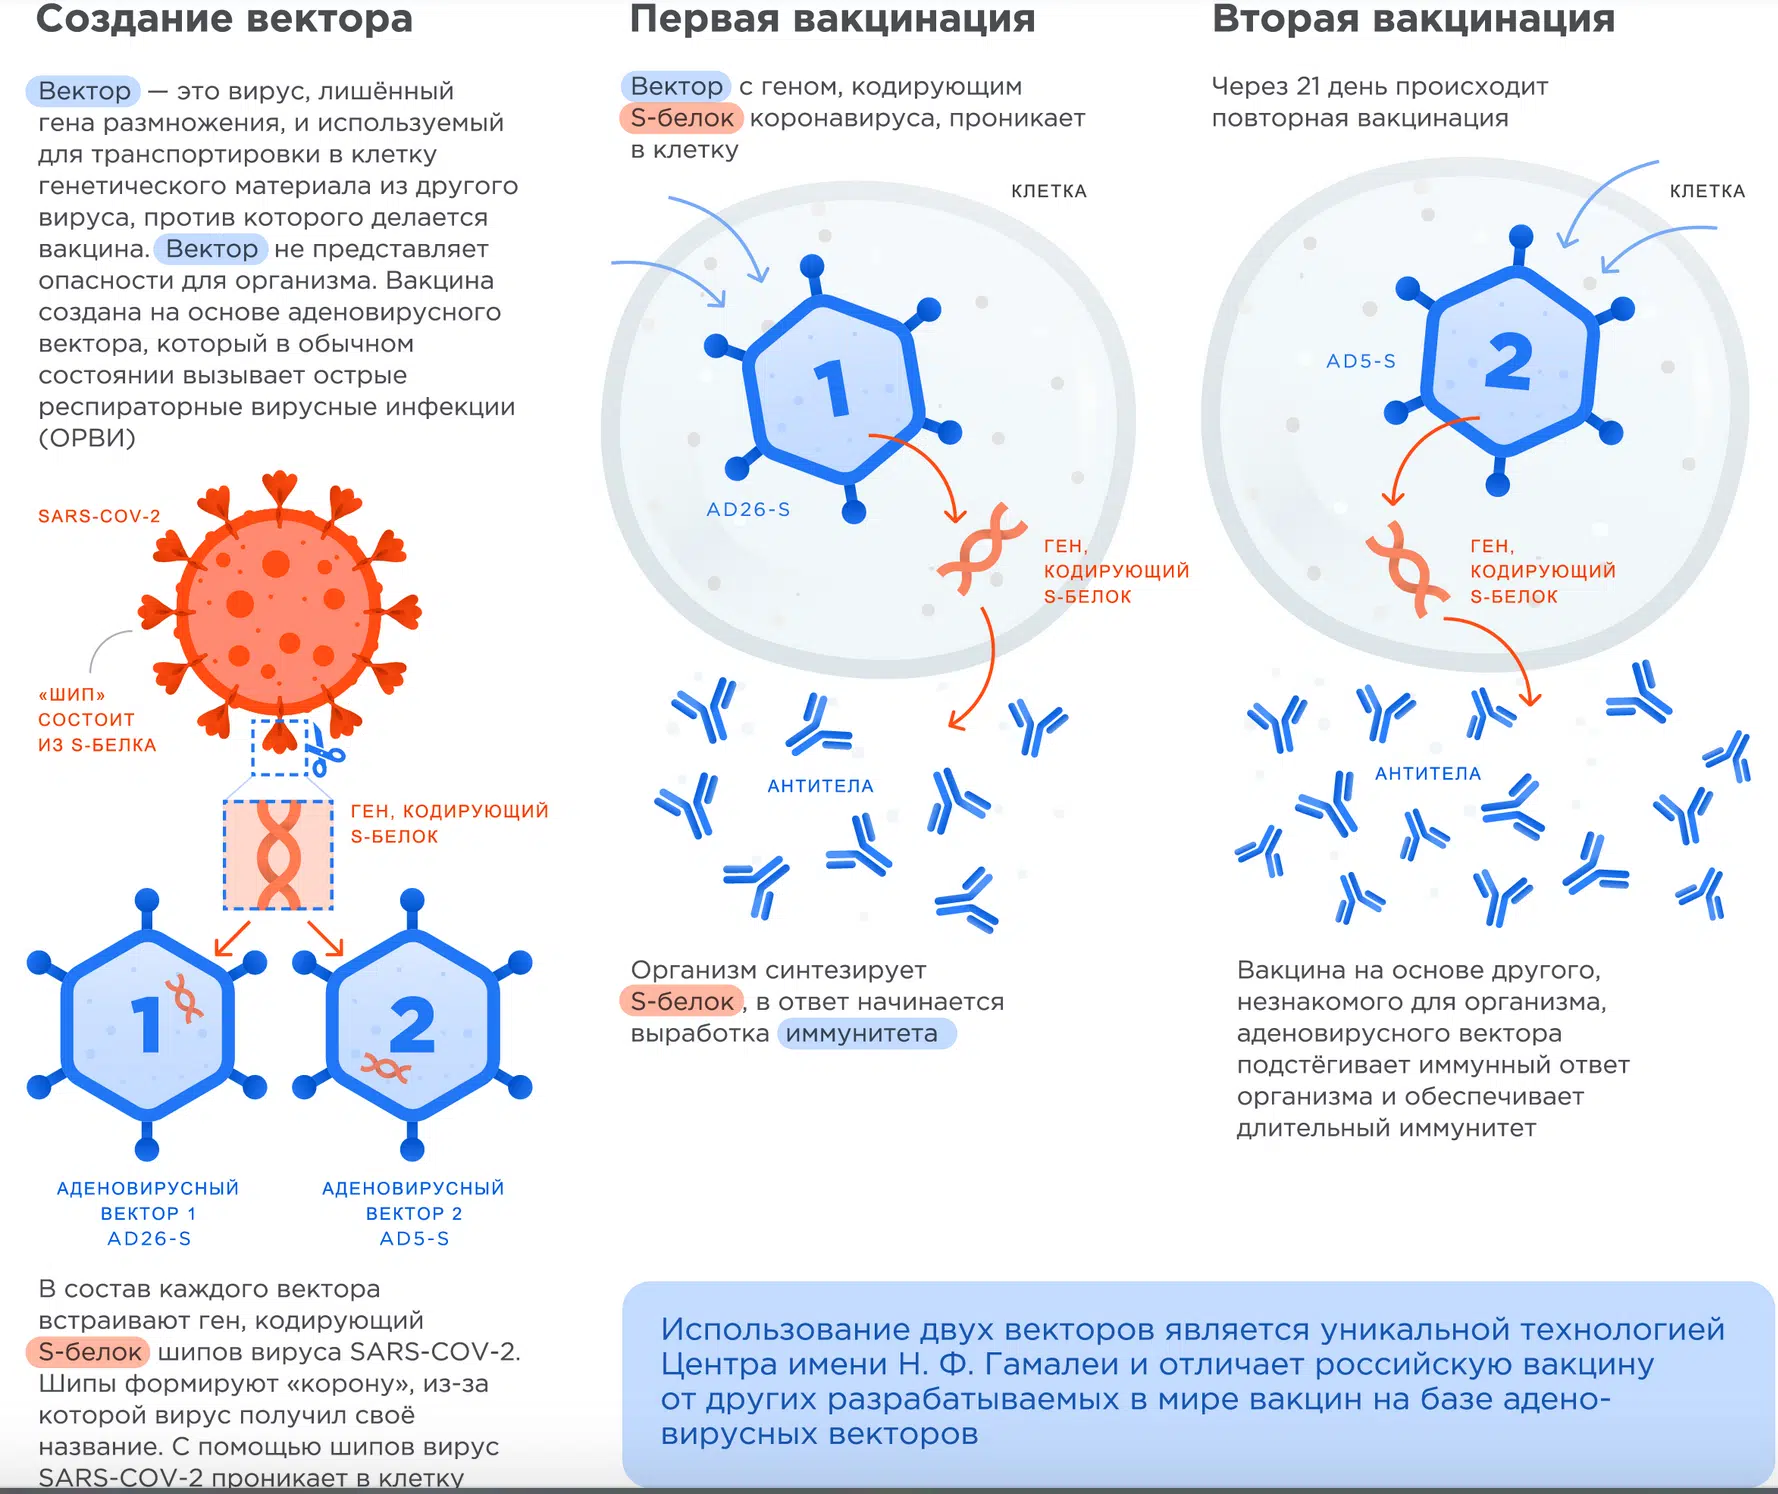 Создание вектора
Вектор — это вирус, лишённый
гена размножения, и используемый
для транспортировки в клетку
генетического материала из другого
вируса, против которого делается
вакцина. Вектор не представляет
опасности для организма. Вакцина
создана на основе аденовирусного
вектора, который в обычном
состоянии вызывает острые
респираторные вирусные инфекции
(ОРВИ)
SARS-COV-2
«ШИП»
СОСТОИТ
ИЗ S-БЕЛКА
ГЕН, КОДИРУЮЩИЙ
S-БЕЛОК
1
2
АДЕНОВИРУСНЫЙ
ВЕКТОР 1
AD26-S
АДЕНОВИРУСНЫЙ
ВЕКТОР 2
AD5-S
В состав каждого вектора
встраивают ген, кодирующий
S-белок шипов вируса SARS-COV-2.
Шипы формируют «корону», из-за
которой вирус получил своё
название. С помощью шипов вирус
SARS-COV-2 проникает в клетку
Первая вакцинация
Вектор с геном, кодирующим
S-белок коронавируса, проникает
в клетку
КЛЕТКА
1
AD26-S
ГЕН,
КОДИРУЮЩИЙ
S-БЕЛОК
АНТИТЕЛА
Организм синтезирует
S-белок, в ответ начинается
выработка иммунитета
Вторая вакцинация
Через 21 день происходит
повторная вакцинация
КЛЕТКА
2
AD5-S
ГЕН,
КОДИРУЮЩИЙ
S-БЕЛОК
АНТИТЕЛА
Вакцина на основе другого,
незнакомого для организма,
аденовирусного вектора
подстёгивает иммунный ответ
организма и обеспечивает
длительный иммунитет
Использование двух векторов является уникальной технологией
Центра имени Н. Ф. Гамалеи и отличает российскую вакцину
от других разрабатываемых в мире вакцин на базе адено-
вирусных векторов